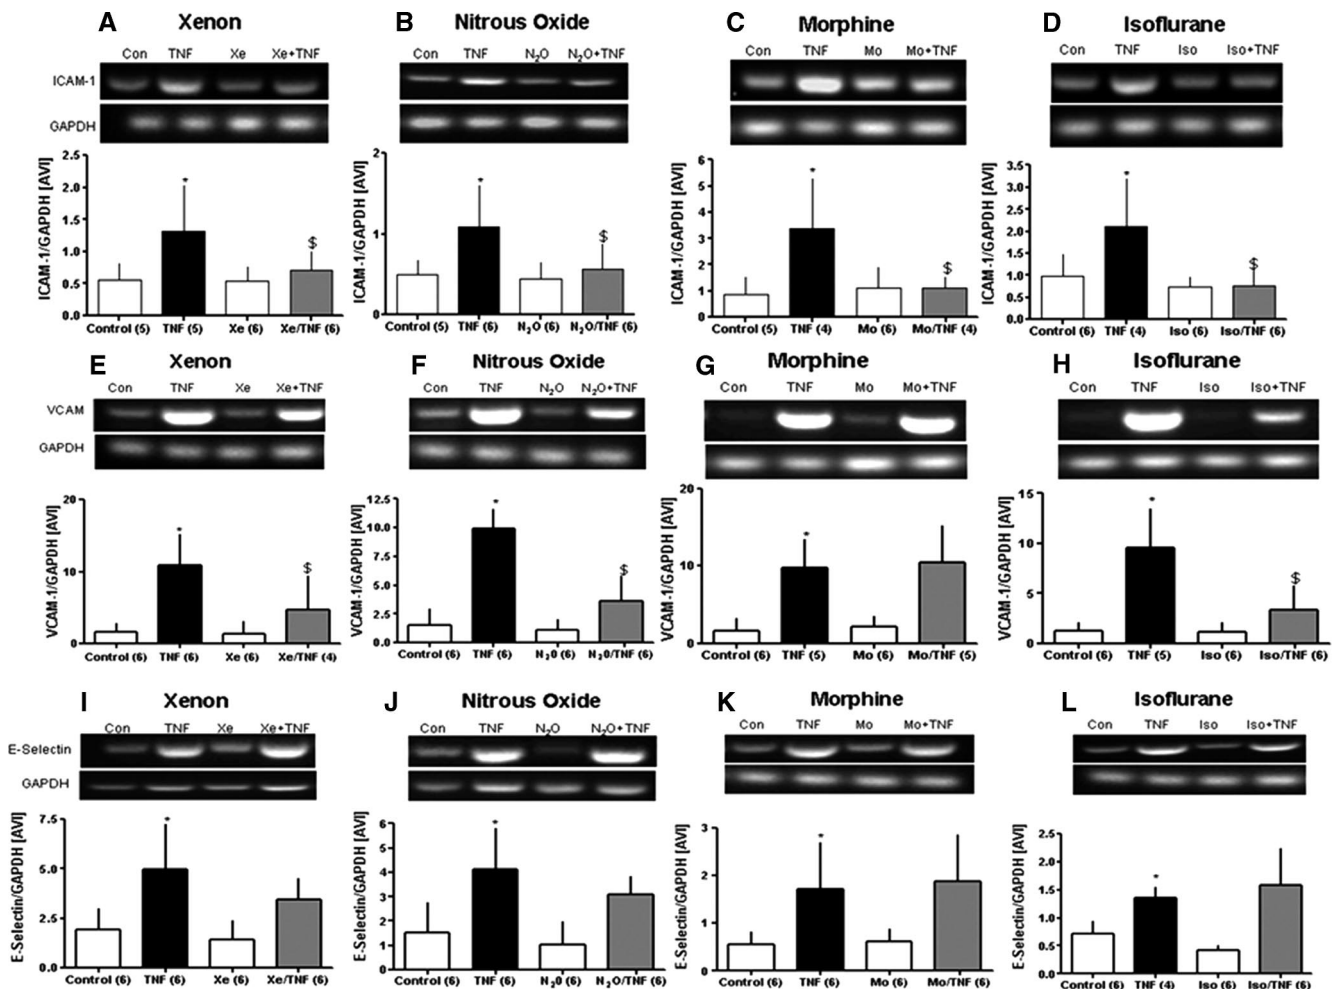 A Xenon
Con TNF Xe Xe+TNF
ICAM-1
GAPDH
ICAM-1/GAPDH [AVI]
2.5
2.0
1.5
1.0
0.5
0.0
*
$
Control (5) TNF (5) Xe (6) Xe/TNF (6)
B Nitrous Oxide
Con TNF N₂O N₂O+TNF
ICAM-1/GAPDH [AVI]
2
1
0
*
$
Control (5) TNF (6) N₂O (6) N₂O/TNF (6)
C Morphine
Con TNF Mo Mo+TNF
ICAM-1/GAPDH [AVI]
6
5
4
3
2
1
0
*
$
Control (5) TNF (4) Mo (6) Mo/TNF (4)
D Isoflurane
Con TNF Iso Iso+TNF
ICAM-1/GAPDH [AVI]
3.5
3.0
2.5
2.0
1.5
1.0
0.5
0.0
*
$
Control (6) TNF (4) Iso (6) Iso/TNF (6)
E Xenon
Con TNF Xe Xe+TNF
VCAM
GAPDH
VCAM-1/GAPDH [AVI]
20
10
0
*
$
Control (6) TNF (6) Xe (6) Xe/TNF (4)
F Nitrous Oxide
Con TNF N₂O N₂O+TNF
VCAM-1/GAPDH [AVI]
12.5
10.0
7.5
5.0
2.5
0.0
*
$
Control (6) TNF (6) N₂0 (6) N₂0/TNF (6)
G Morphine
Con TNF Mo Mo+TNF
VCAM-1/GAPDH [AVI]
20
10
0
*
Control (6) TNF (5) Mo (6) Mo/TNF (5)
H Isoflurane
Con TNF Iso Iso+TNF
VCAM-1/GAPDH [AVI]
15
10
5
0
*
$
Control (6) TNF (5) Iso (6) Iso/TNF (6)
I Xenon
Con TNF Xe Xe+TNF
E-Selectin
GAPDH
E-Selectin/GAPDH [AVI]
7.5
5.0
2.5
0.0
*
Control (6) TNF (6) Xe (6) Xe/TNF (6)
J Nitrous Oxide
Con TNF N₂O N₂O+TNF
E-Selectin/GAPDH [AVI]
6
5
4
3
2
1
0
*
Control (6) TNF (6) N₂0 (6) N₂O/TNF (6)
K Morphine
Con TNF Mo Mo+TNF
E-Selectin/GAPDH [AVI]
3
2
1
0
*
Control (6) TNF (6) Mo (6) Mo/TNF (6)
L Isoflurane
Con TNF Iso Iso+TNF
E-Selectin/GAPDH [AVI]
2.5
2.0
1.5
1.0
0.5
0.0
*
Control (6) TNF (4) Iso (6) Iso/TNF (6)